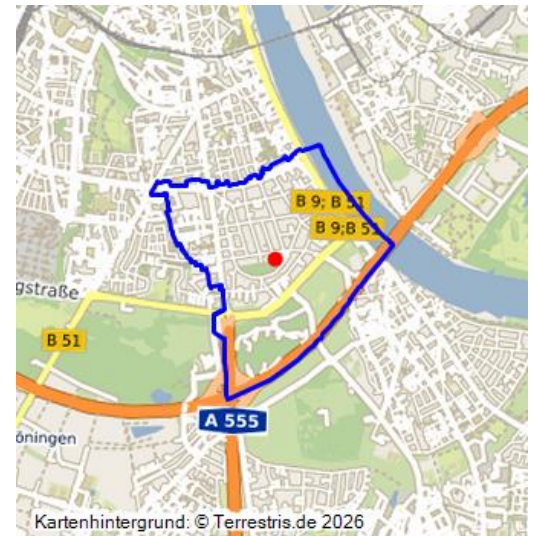 B 9; B 51
B 9;B 51
gstraße
B 51
A 555
öningen
Kartenhintergrund: © Terrestris.de 2026